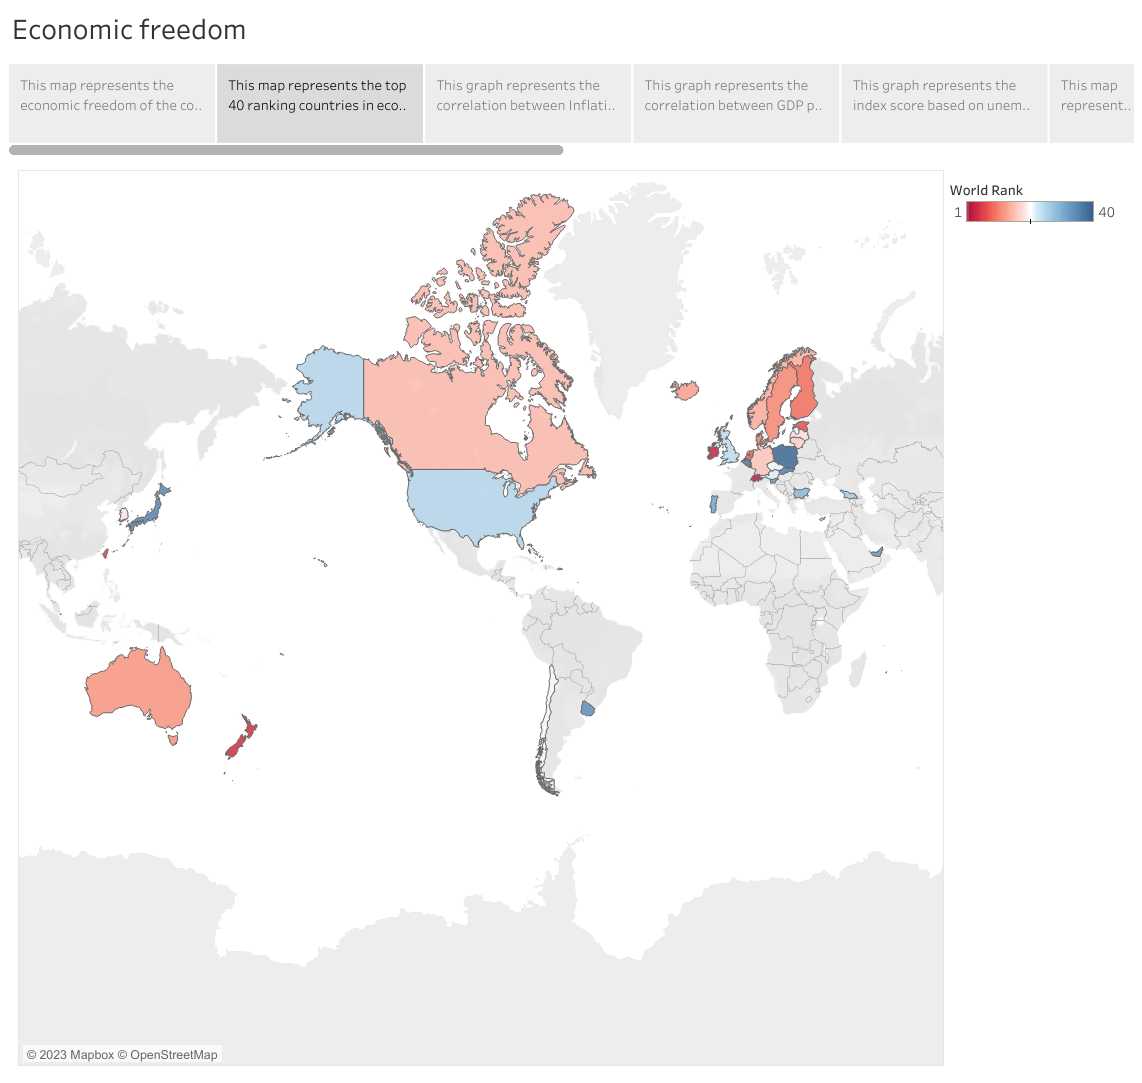 Economic freedom
This map represents the
economic freedom of the co..
This map represents the top
40 ranking countries in eco..
This graph represents the
correlation between Inflati..
This graph represents the
correlation between GDP p..
This graph represents the
index score based on unem..
This map
represent..
World Rank
1
40
© 2023 Mapbox © OpenStreetMap